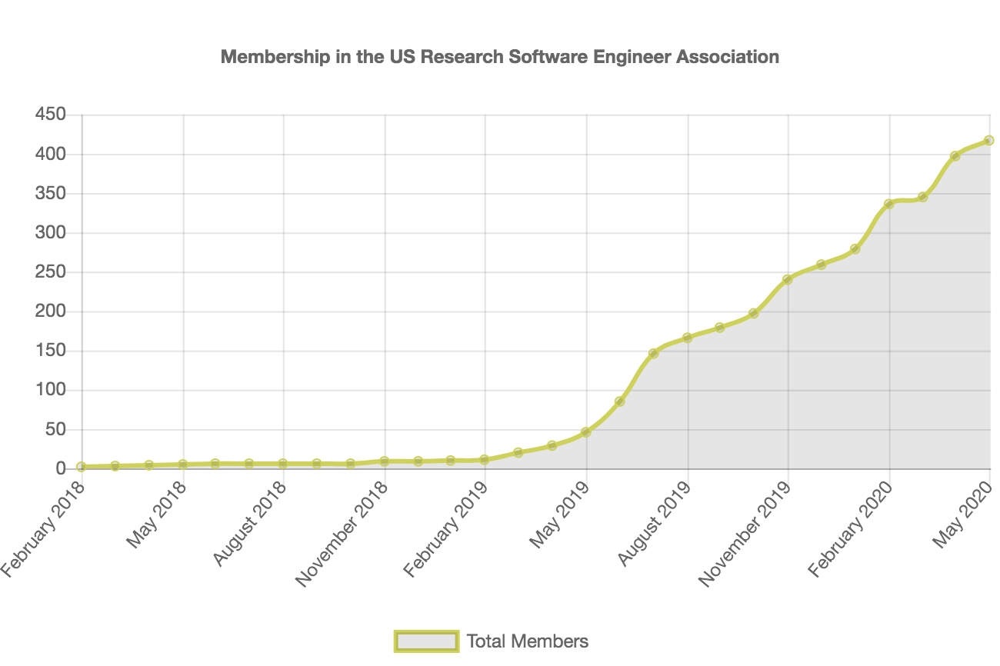 Membership in the US Research Software Engineer Association
450
400
350
300
250
200
150
100
50
0
February 2018
May 2018
August 2018
November 2018
February 2019
May 2019
August 2019
November 2019
February 2020
May 2020
Total Members